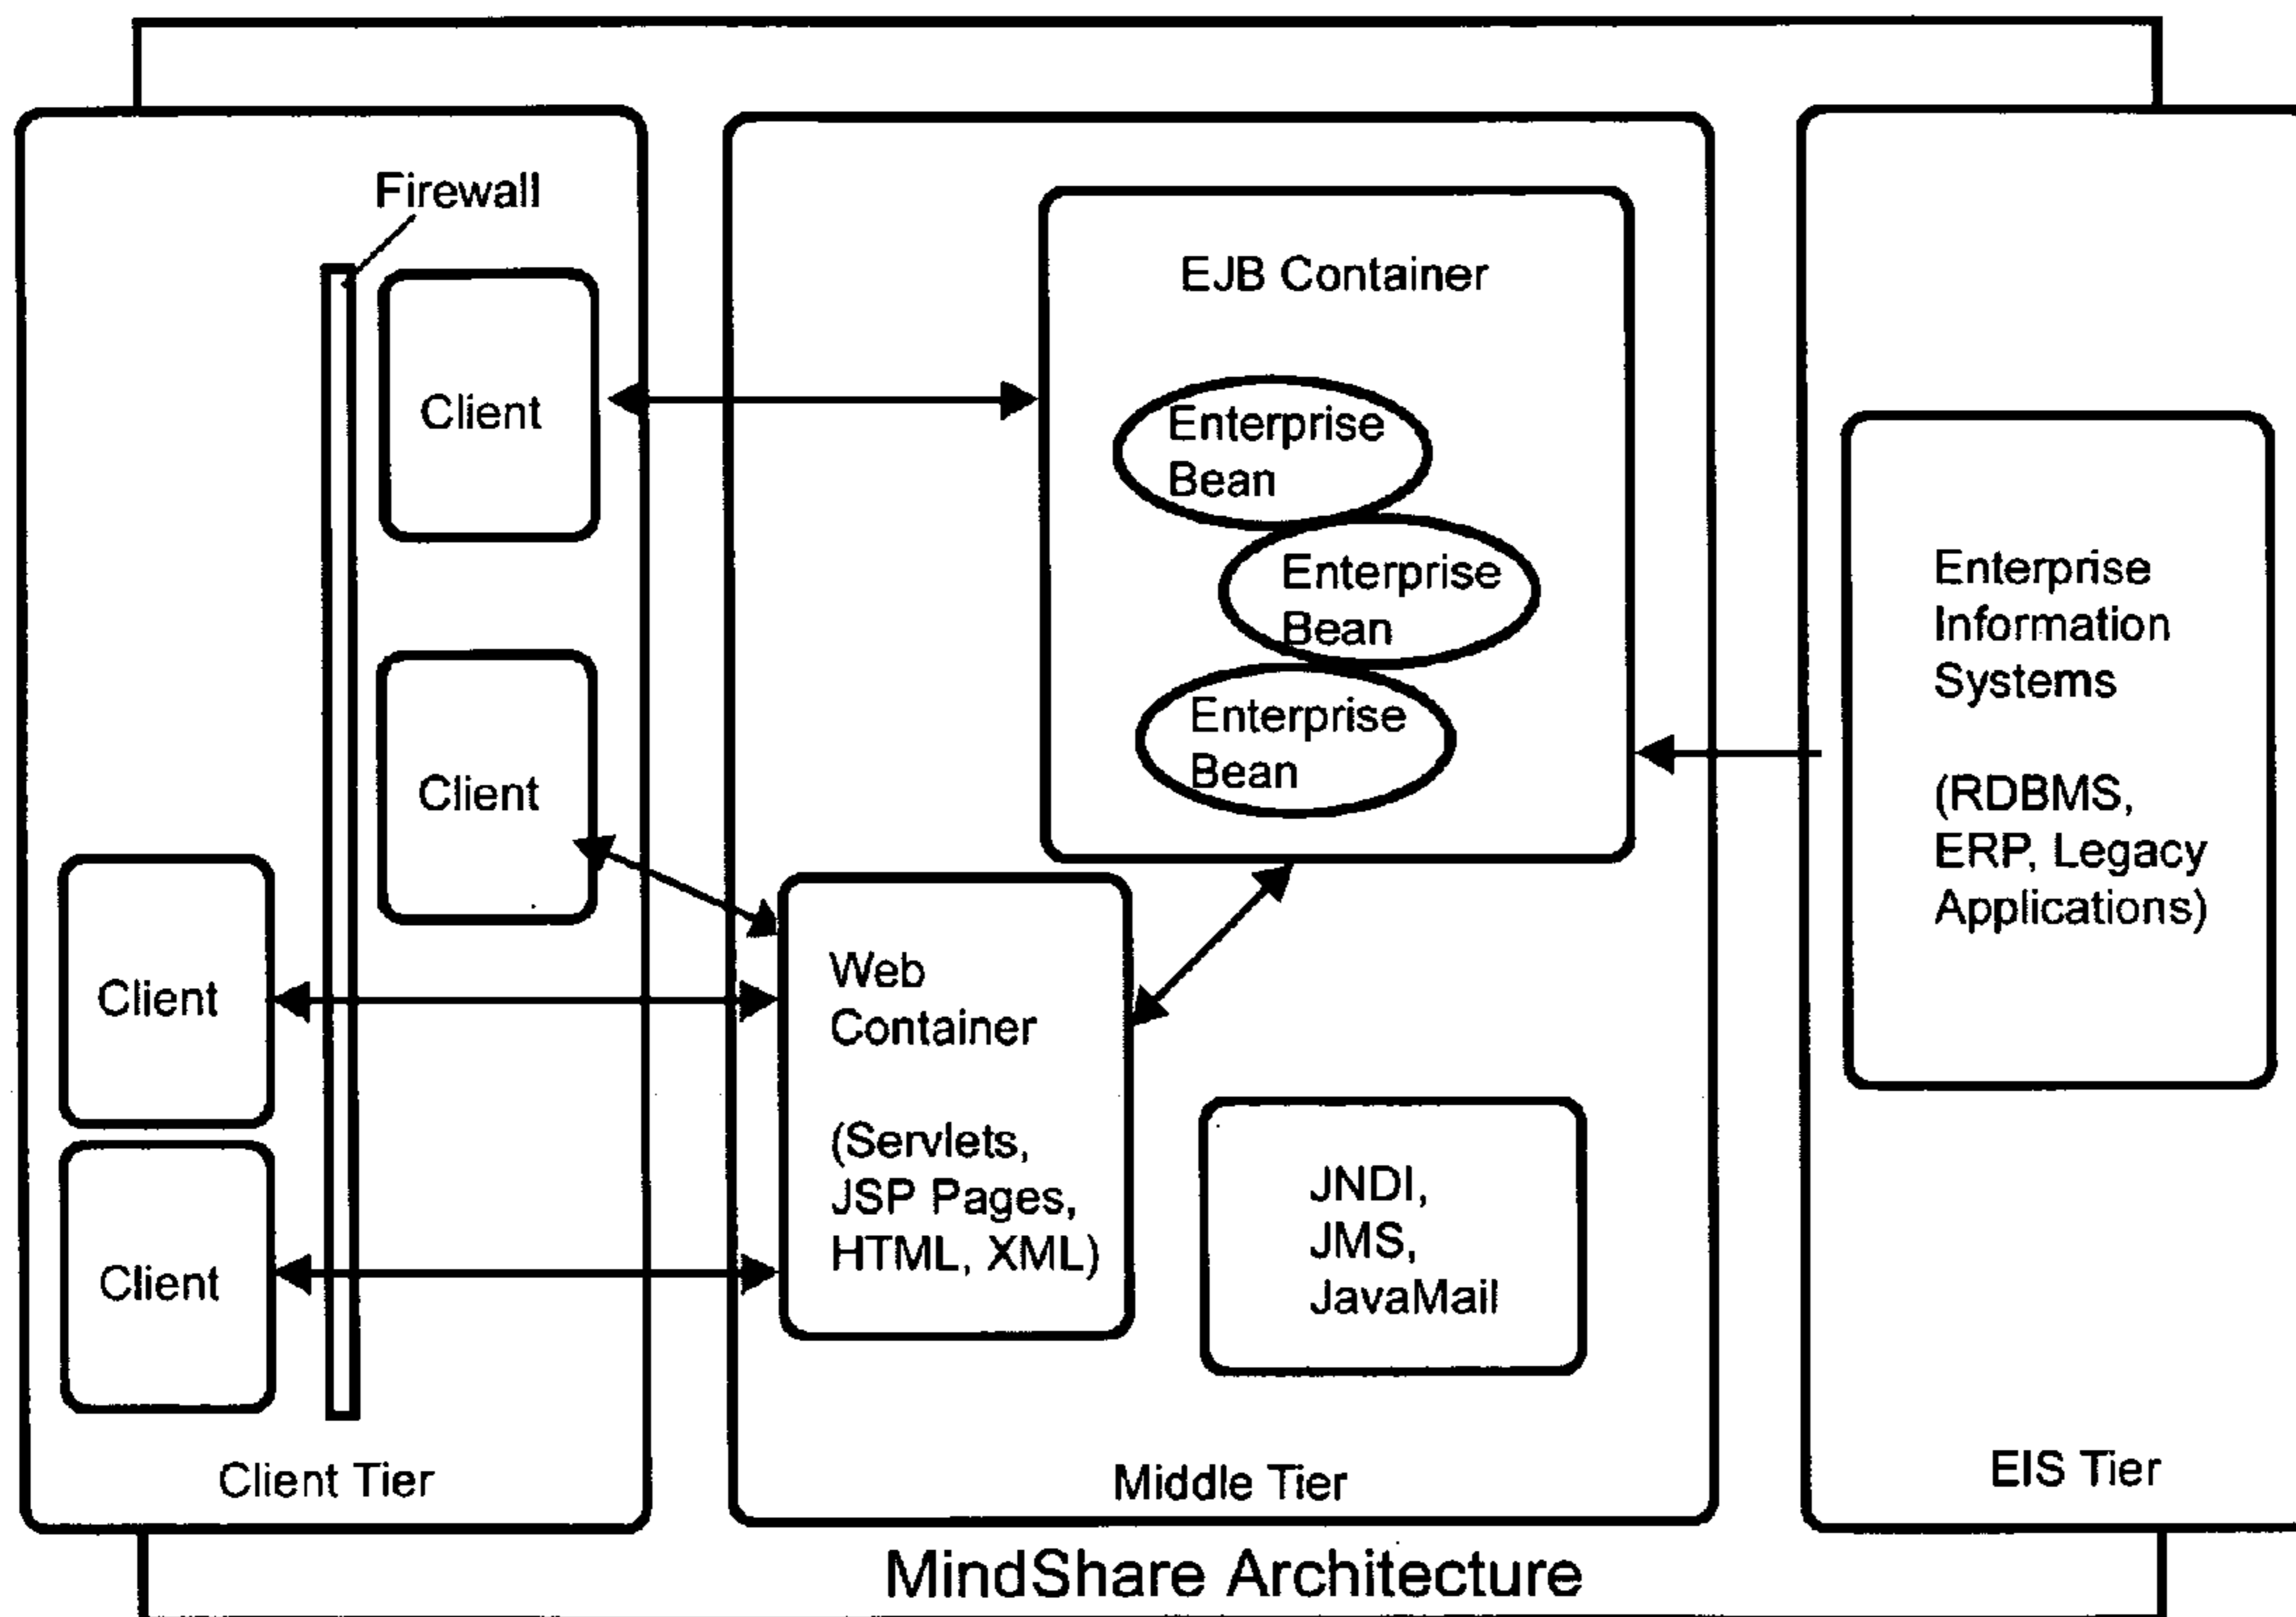 Firewall
Client
Client
Client
Client
Client Tier
EJB Container
Enterprise
Bean
Enterprise
Bean
Enterprise
Bean
Web
Container
(Servlets,
JSP Pages,
HTML, XML)
JNDI,
JMS,
JavaMail
Middle Tier
Enterprise
Information
Systems
(RDBMS,
ERP, Legacy
Applications)
EIS Tier
MindShare Architecture